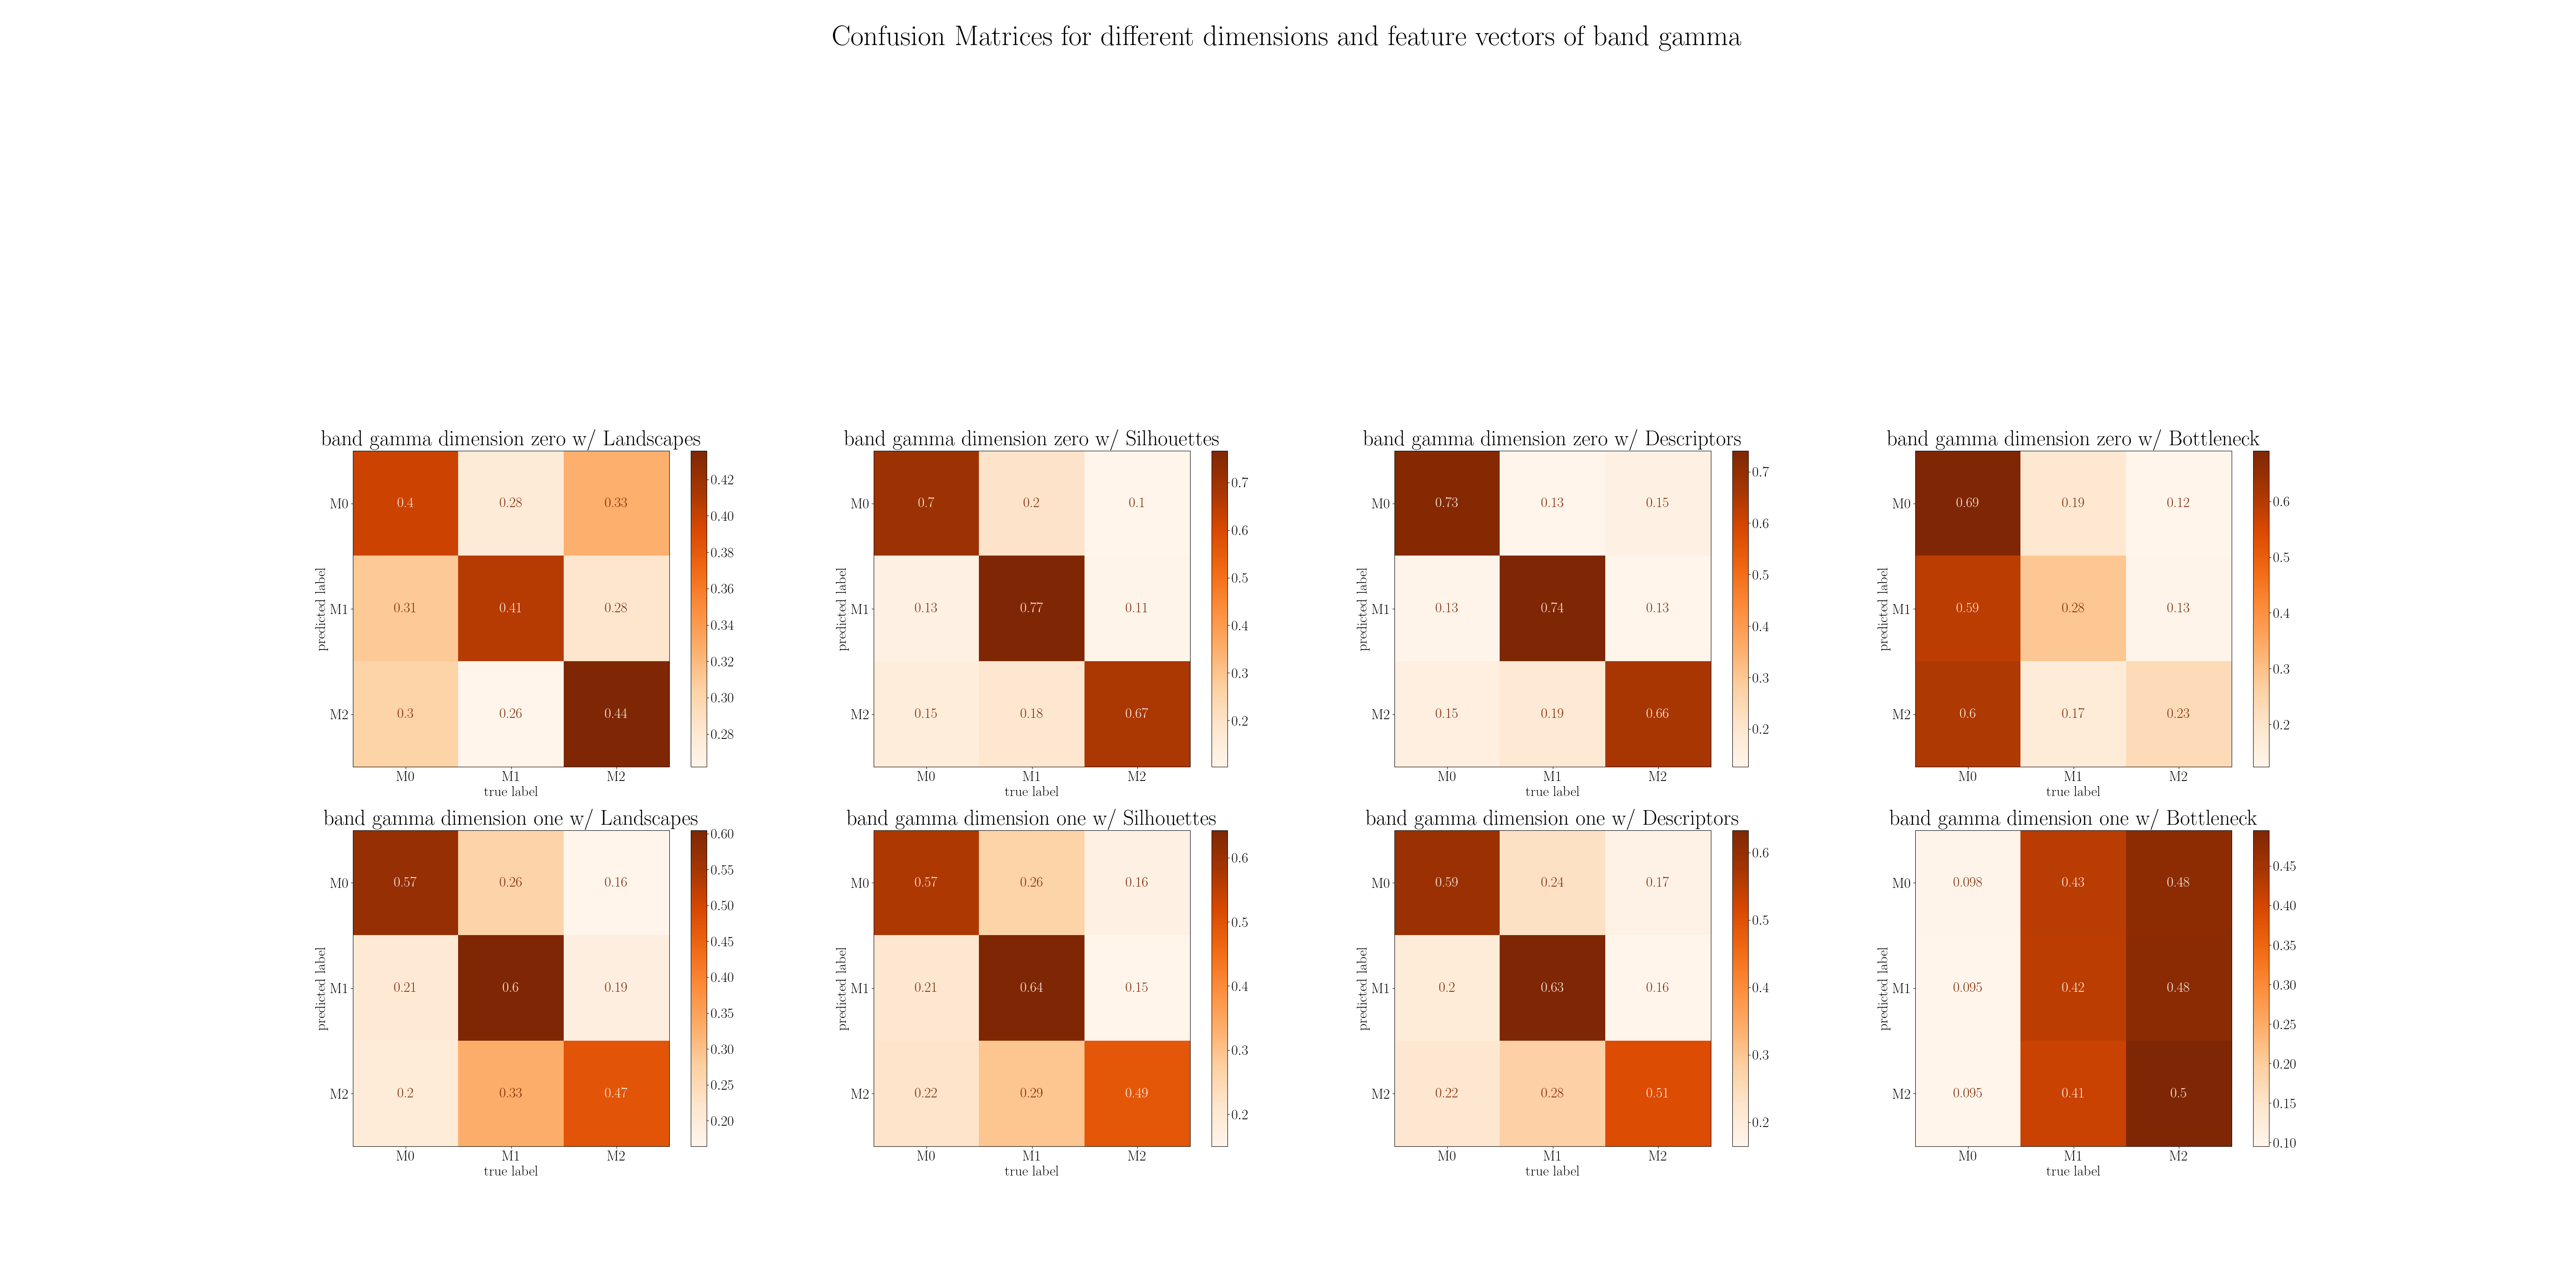 Confusion Matrices for different dimensions and feature vectors of band gamma
band gamma dimension zero w/ Landscapes
predicted label
M0 0.4 0.28 0.33
M1 0.31 0.41 0.28
M2 0.3 0.26 0.44
M0 M1 M2
true label
0.42
0.40
0.38
0.36
0.34
0.32
0.30
0.28
band gamma dimension zero w/ Silhouettes
predicted label
M0 0.7 0.2 0.1
M1 0.13 0.77 0.11
M2 0.15 0.18 0.67
M0 M1 M2
true label
0.7
0.6
0.5
0.4
0.3
0.2
band gamma dimension zero w/ Descriptors
predicted label
M0 0.73 0.13 0.15
M1 0.13 0.74 0.13
M2 0.15 0.19 0.66
M0 M1 M2
true label
0.7
0.6
0.5
0.4
0.3
0.2
band gamma dimension zero w/ Bottleneck
predicted label
M0 0.69 0.19 0.12
M1 0.59 0.28 0.13
M2 0.6 0.17 0.23
M0 M1 M2
true label
0.6
0.5
0.4
0.3
0.2
band gamma dimension one w/ Landscapes
predicted label
M0 0.57 0.26 0.16
M1 0.21 0.6 0.19
M2 0.2 0.33 0.47
M0 M1 M2
true label
0.60
0.55
0.50
0.45
0.40
0.35
0.30
0.25
0.20
band gamma dimension one w/ Silhouettes
predicted label
M0 0.57 0.26 0.16
M1 0.21 0.64 0.15
M2 0.22 0.29 0.49
M0 M1 M2
true label
0.6
0.5
0.4
0.3
0.2
band gamma dimension one w/ Descriptors
predicted label
M0 0.59 0.24 0.17
M1 0.2 0.63 0.16
M2 0.22 0.28 0.51
M0 M1 M2
true label
0.6
0.5
0.4
0.3
0.2
band gamma dimension one w/ Bottleneck
predicted label
M0 0.098 0.43 0.48
M1 0.095 0.42 0.48
M2 0.095 0.41 0.5
M0 M1 M2
true label
0.45
0.40
0.35
0.30
0.25
0.20
0.15
0.10